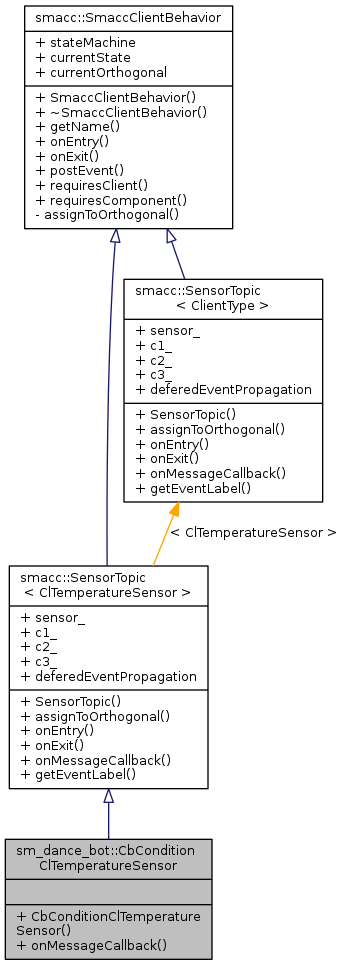 smacc::SmaccClientBehavior
+ stateMachine
+ currentState
+ currentOrthogonal
+ SmaccClientBehavior()
+ ~SmaccClientBehavior()
+ getName()
+ onEntry()
+ onExit()
+ postEvent()
+ requiresClient()
+ requiresComponent()
- assignToOrthogonal()
smacc::SensorTopic
< ClientType >
+ sensor_
+ c1_
+ c2_
+ c3_
+ deferedEventPropagation
+ SensorTopic()
+ assignToOrthogonal()
+ onEntry()
+ onExit()
+ onMessageCallback()
+ getEventLabel()
< ClTemperatureSensor >
smacc::SensorTopic
< ClTemperatureSensor >
+ sensor_
+ c1_
+ c2_
+ c3_
+ deferedEventPropagation
+ SensorTopic()
+ assignToOrthogonal()
+ onEntry()
+ onExit()
+ onMessageCallback()
+ getEventLabel()
sm_dance_bot::CbCondition
ClTemperatureSensor
+ CbConditionClTemperature
Sensor()
+ onMessageCallback()